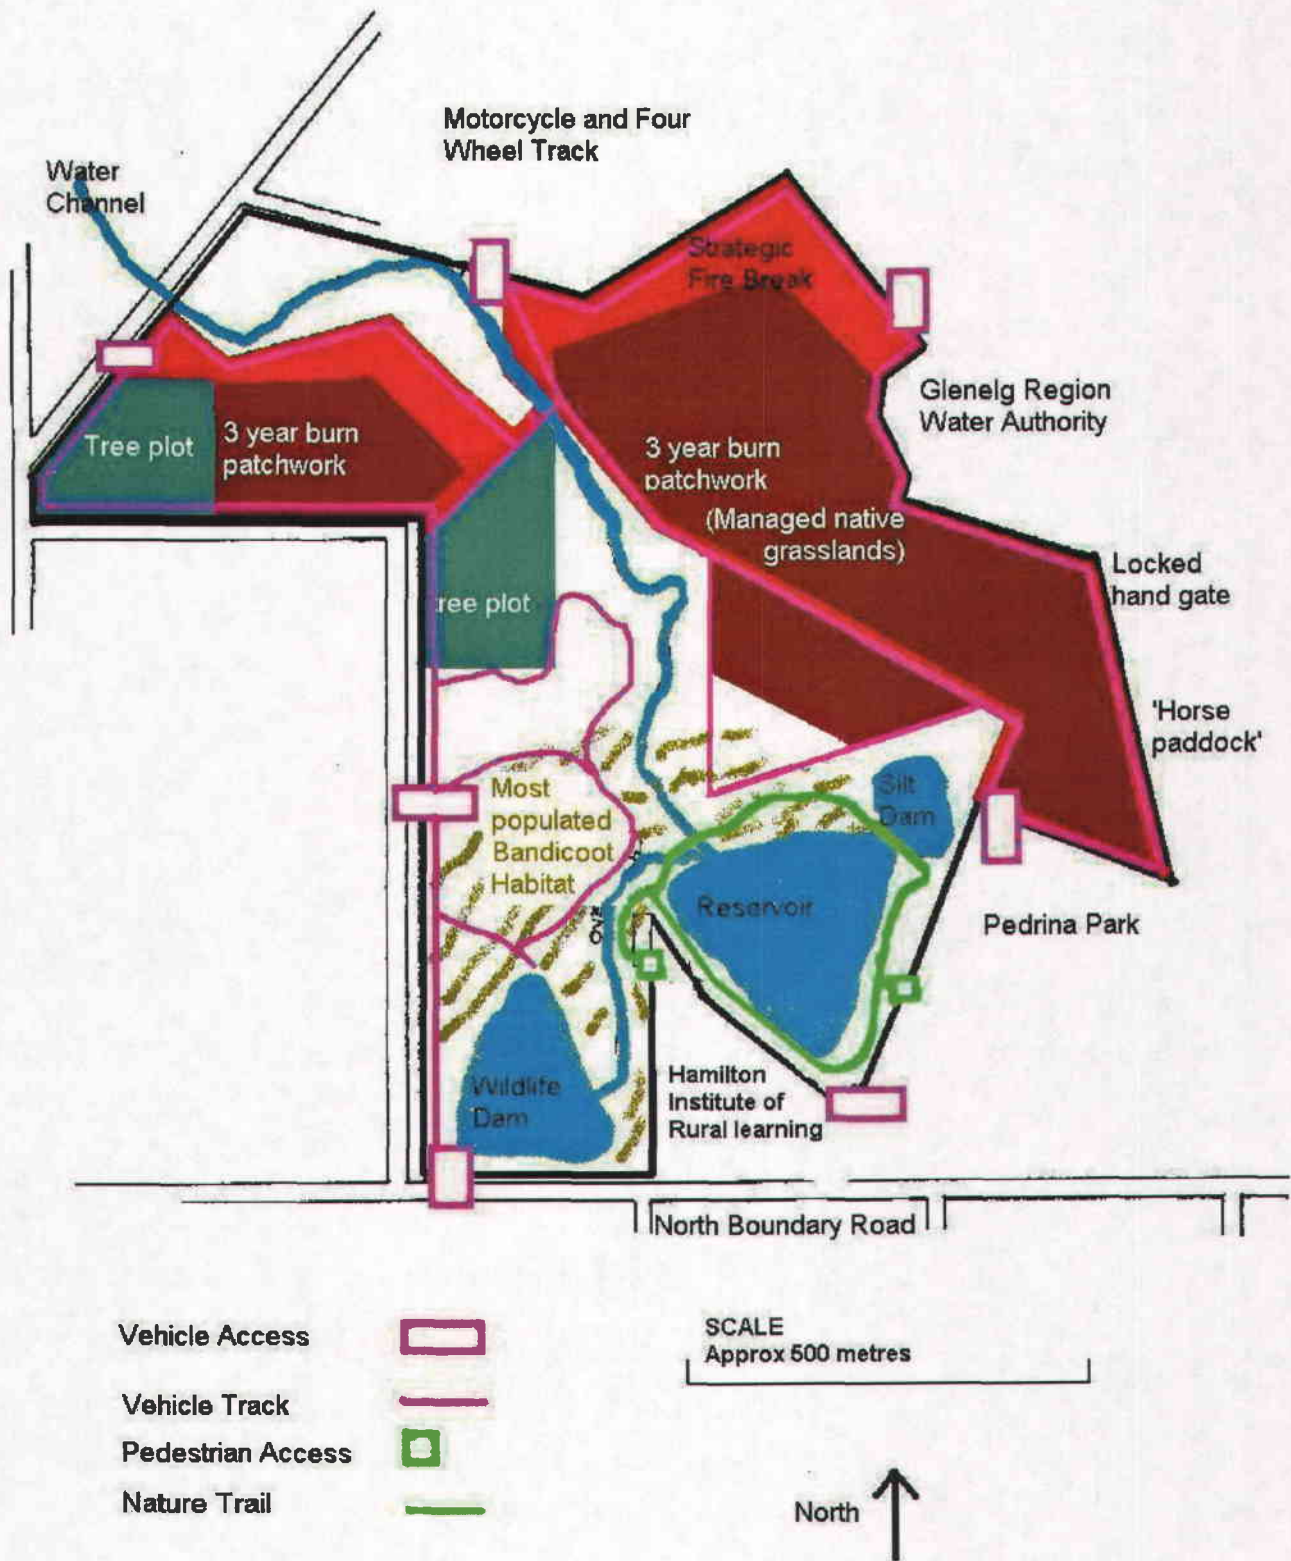 Motorcycle and Four
Wheel Track
Water
Channel
Strategic
Fire Break
Glenelg Region
Water Authority
Tree plot
3 year burn
patchwork
3 year burn
patchwork
(Managed native
grasslands)
Locked
hand gate
tree plot
'Horse
paddock'
Most
populated
Bandicoot
Habitat
Silt
Dam
Reservoir
Pedrina Park
Wildlife
Dam
Hamilton
Institute of
Rural learning
North Boundary Road
Vehicle Access
SCALE
Approx 500 metres
Vehicle Track
Pedestrian Access
Nature Trail
North